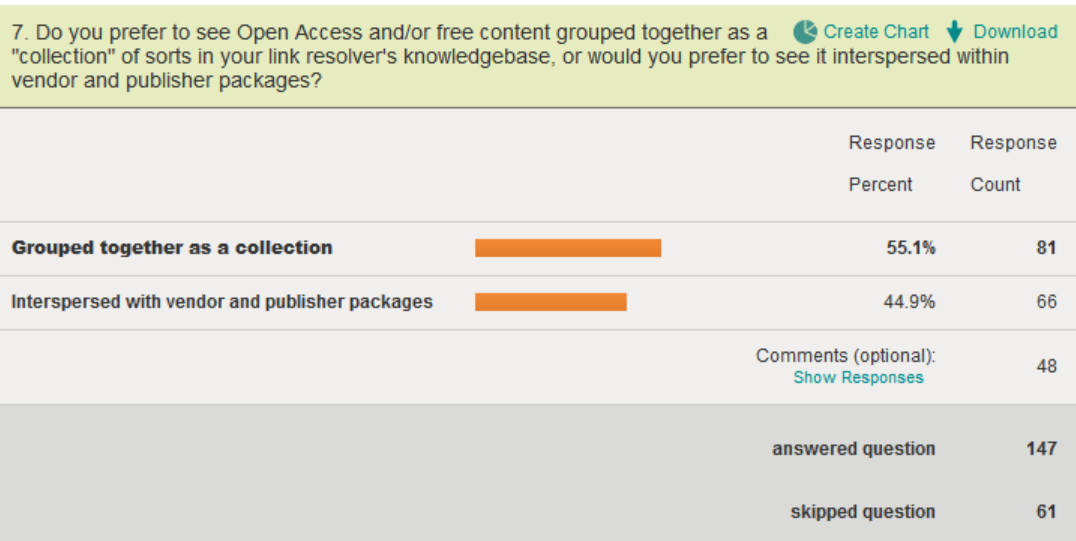 7. Do you prefer to see Open Access and/or free content grouped together as a Create Chart Download
"collection" of sorts in your link resolver's knowledgebase, or would you prefer to see it interspersed within
vendor and publisher packages?
Response Response
Percent Count
Grouped together as a collection 55.1% 81
Interspersed with vendor and publisher packages 44.9% 66
Comments (optional):
Show Responses
48
answered question 147
skipped question 61